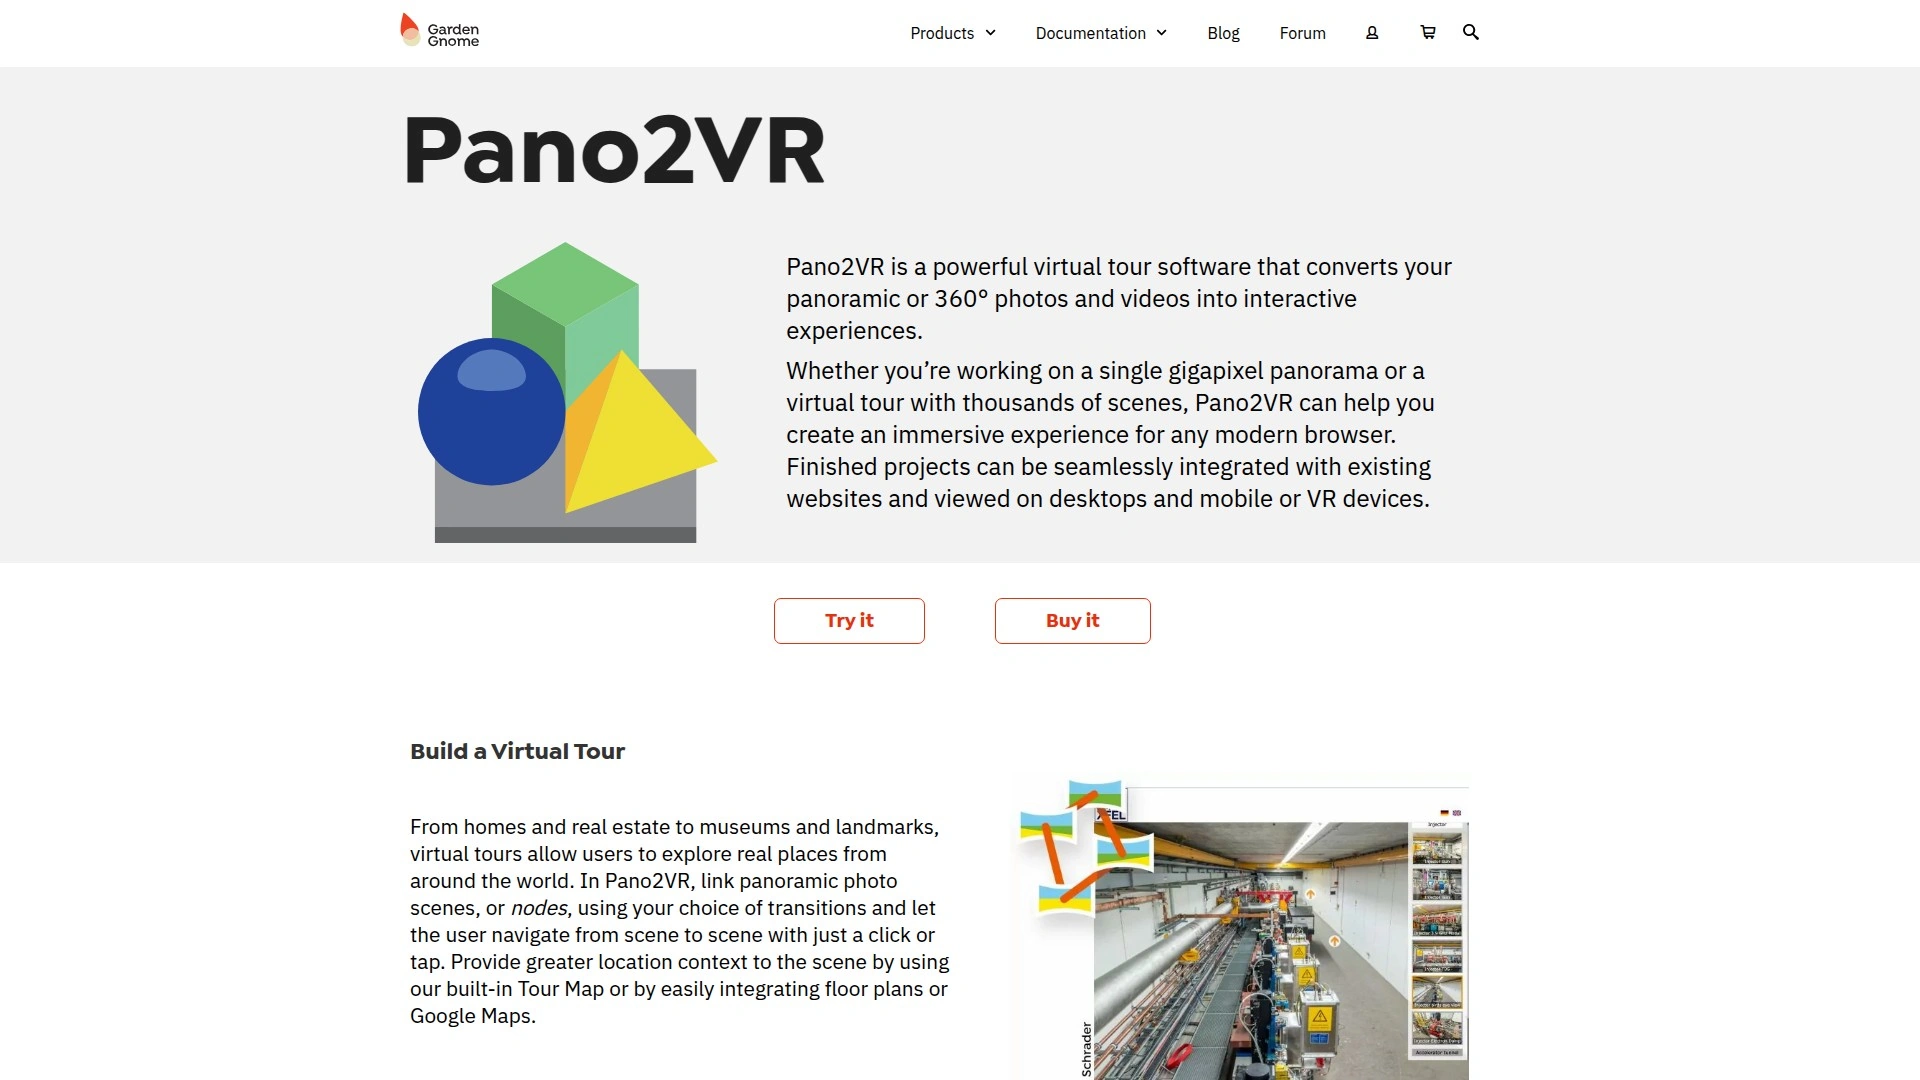 Garden
Gnome
Products
Documentation
Blog
Forum
Pano2VR
Pano2VR is a powerful virtual tour software that converts your
panoramic or 360° photos and videos into interactive
experiences.
Whether you’re working on a single gigapixel panorama or a
virtual tour with thousands of scenes, Pano2VR can help you
create an immersive experience for any modern browser.
Finished projects can be seamlessly integrated with existing
websites and viewed on desktops and mobile or VR devices.
Try it
Buy it
Build a Virtual Tour
From homes and real estate to museums and landmarks,
virtual tours allow users to explore real places from
around the world. In Pano2VR, link panoramic photo
scenes, or nodes, using your choice of transitions and let
the user navigate from scene to scene with just a click or
tap. Provide greater location context to the scene by using
our built-in Tour Map or by easily integrating floor plans or
Google Maps.
Injector
Accelerator tunnel
Schrader